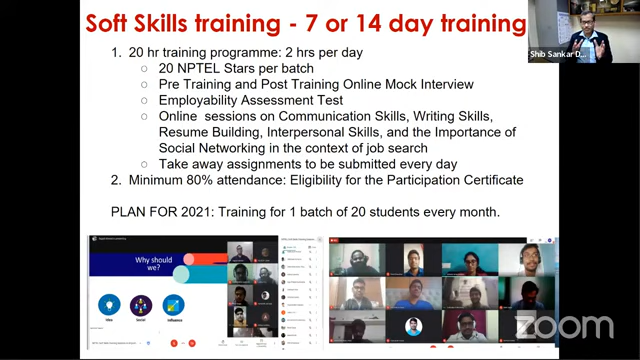 Soft Skills training - 7 or 14 day training
Shib Sankar D...
1. 20 hr training programme: 2 hrs per day
○ 20 NPTEL Stars per batch
○ Pre Training and Post Training Online Mock Interview
○ Employability Assessment Test
○ Online sessions on Communication Skills, Writing Skills,
Resume Building, Interpersonal Skills, and the Importance of
Social Networking in the context of job search
○ Take away assignments to be submitted every day
2. Minimum 80% attendance: Eligibility for the Participation Certificate
PLAN FOR 2021: Training for 1 batch of 20 students every month.
Why should
we?
Idea
Social
Influence
zoom